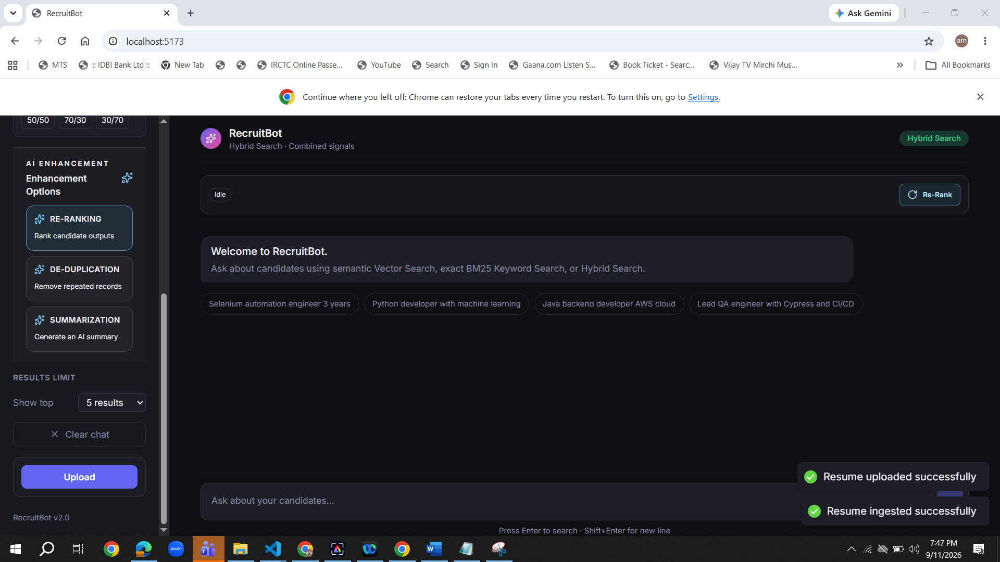 RecruitBot
Ask Gemini
localhost:5173
am
MTS
:: IDBI Bank Ltd ::
New Tab
IRCTC Online Passe...
YouTube
Search
Sign In
Gaana.com Listen S...
Book Ticket - Searc...
Vijay TV Mirchi Mus...
All Bookmarks
Continue where you left off: Chrome can restore your tabs every time you restart. To turn this on, go to Settings.
50/50
70/30
30/70
AI ENHANCEMENT
Enhancement
Options
RE-RANKING
Rank candidate outputs
DE-DUPLICATION
Remove repeated records
SUMMARIZATION
Generate an AI summary
RESULTS LIMIT
Show top
5 results
Clear chat
Upload
RecruitBot v2.0
RecruitBot
Hybrid Search · Combined signals
Hybrid Search
Idle
Re-Rank
Welcome to RecruitBot.
Ask about candidates using semantic Vector Search, exact BM25 Keyword Search, or Hybrid Search.
Selenium automation engineer 3 years
Python developer with machine learning
Java backend developer AWS cloud
Lead QA engineer with Cypress and CI/CD
Ask about your candidates...
Resume uploaded successfully
Resume ingested successfully
Press Enter to search · Shift+Enter for new line
zoom
am
7:47 PM
9/11/2026